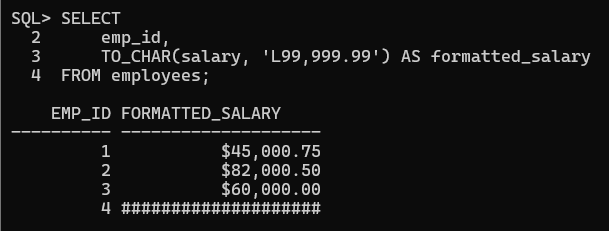 SQL> SELECT
  2      emp_id,
  3      TO_CHAR(salary, 'L99,999.99') AS formatted_salary
  4  FROM employees;

    EMP_ID FORMATTED_SALARY
---------- --------------------
         1           $45,000.75
         2           $82,000.50
         3           $60,000.00
         4 ####################